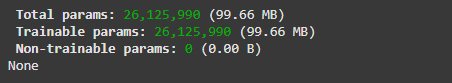 Total params: 26,125,990 (99.66 MB)
Trainable params: 26,125,990 (99.66 MB)
Non-trainable params: 0 (0.00 B)
None